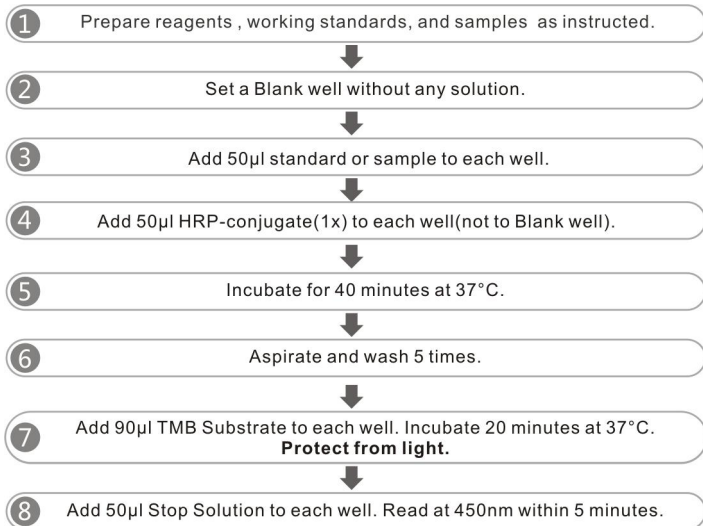 1 Prepare reagents , working standards, and samples as instructed.
2 Set a Blank well without any solution.
3 Add 50μl standard or sample to each well.
4 Add 50μl HRP-conjugate(1x) to each well(not to Blank well).
5 Incubate for 40 minutes at 37°C.
6 Aspirate and wash 5 times.
7 Add 90μl TMB Substrate to each well. Incubate 20 minutes at 37°C.
Protect from light.
8 Add 50μl Stop Solution to each well. Read at 450nm within 5 minutes.